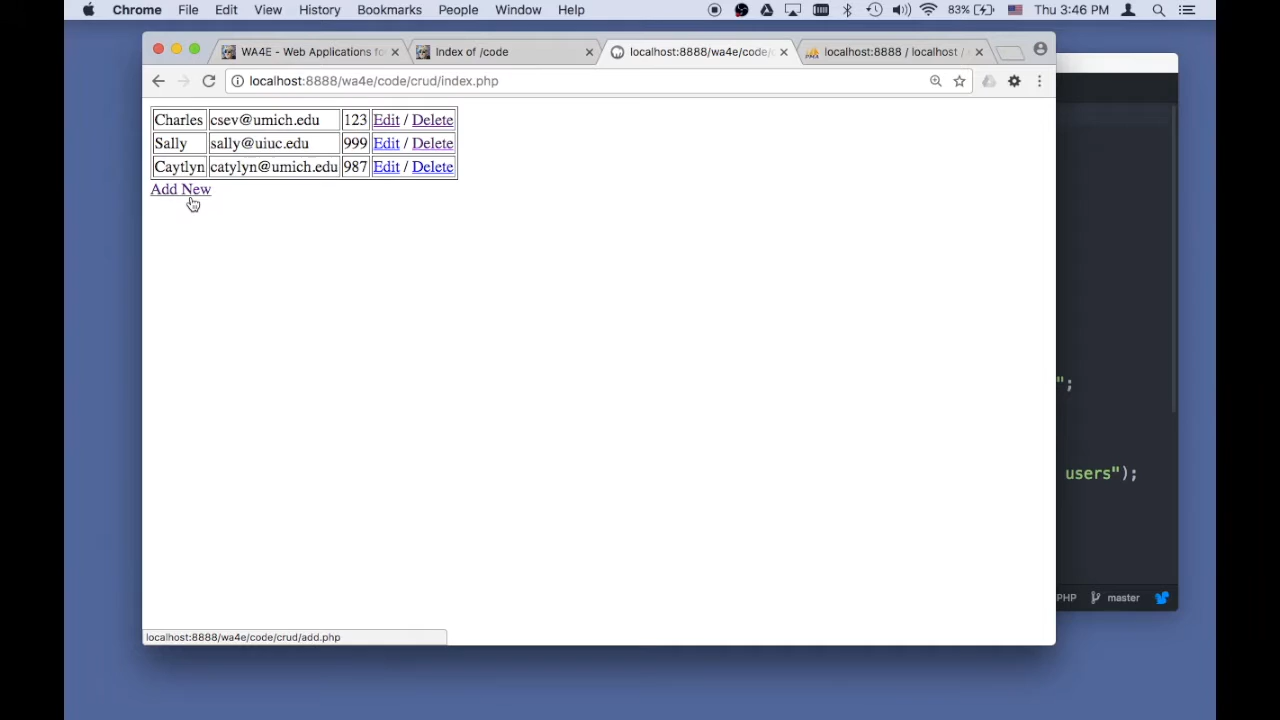 Chrome File Edit View History Bookmarks People Window Help 83% Thu 3:46 PM
WA4E - Web Applications fo Index of /code localhost:8888/wa4e/code/ localhost:8888 / localhost /
localhost:8888/wa4e/code/crud/index.php
Charles csev@umich.edu 123 Edit / Delete
Sally sally@uiuc.edu 999 Edit / Delete
Caytlyn catylyn@umich.edu 987 Edit / Delete
Add New
";
users");
PHP master
localhost:8888/wa4e/code/crud/add.php